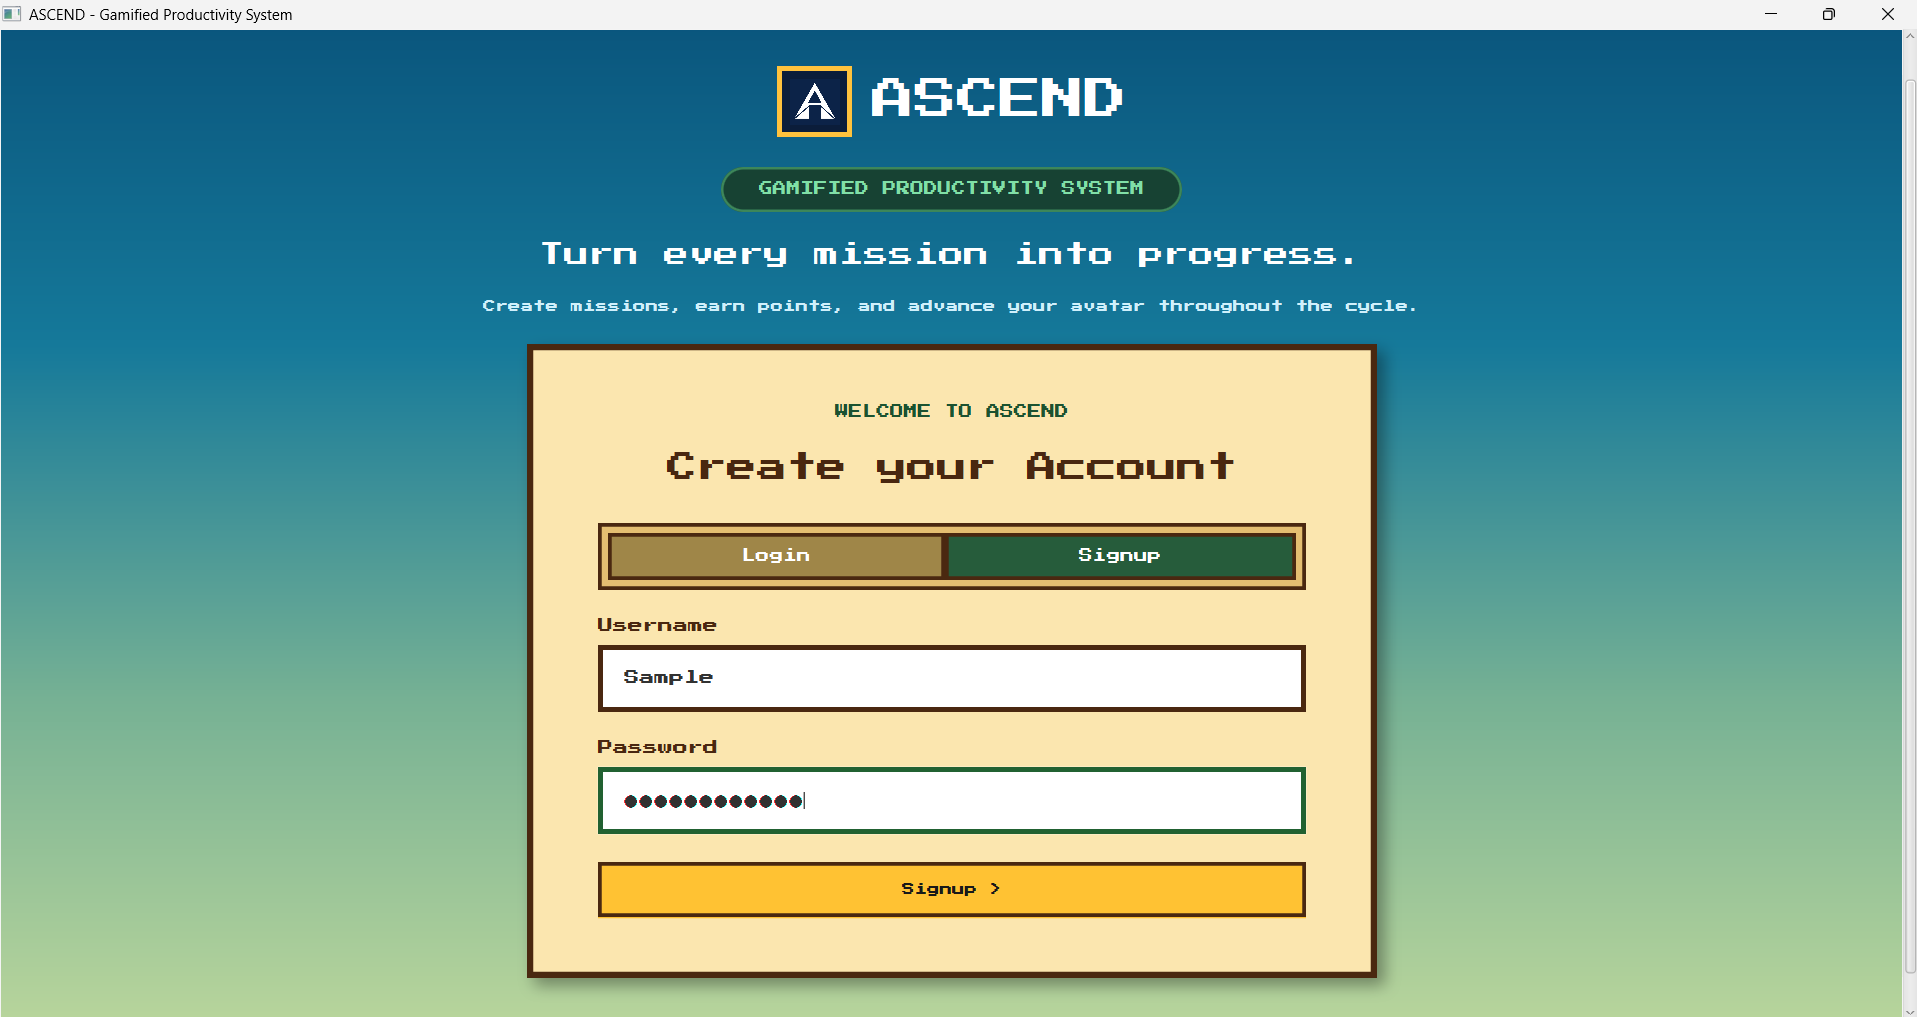 ASCEND - Gamified Productivity System
ASCEND
GAMIFIED PRODUCTIVITY SYSTEM
Turn every mission into progress.
Create missions, earn points, and advance your avatar throughout the cycle.
WELCOME TO ASCEND
Create your Account
Login Signup
Username
Sample
Password
●●●●●●●●●●●●
Signup >